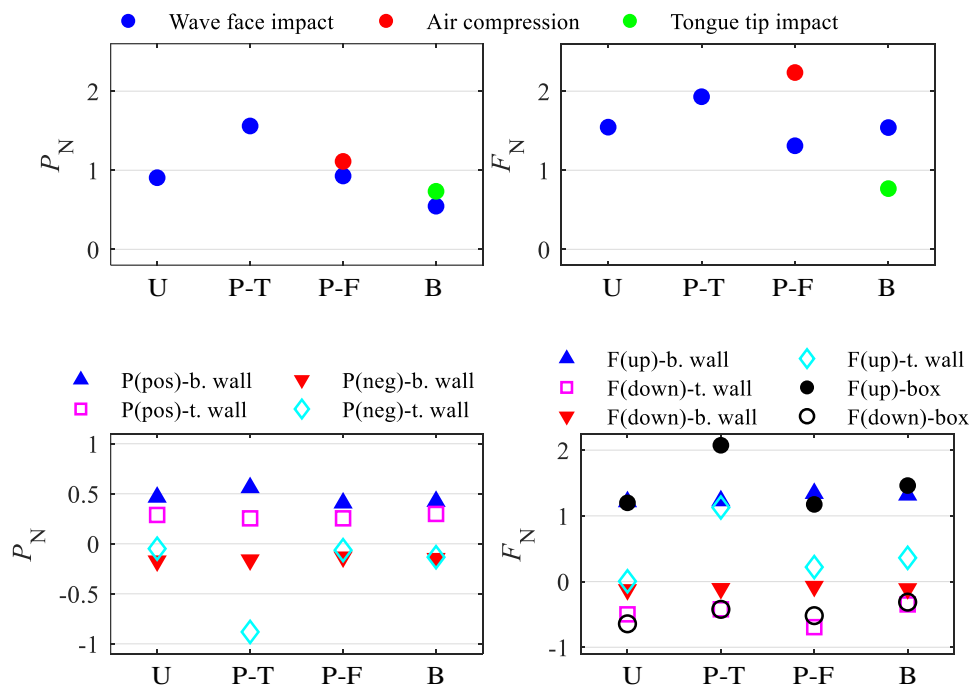 Wave face impact Air compression Tongue tip impact
2
1
0
P_N
U P-T P-F B
2
1
0
F_N
U P-T P-F B
P(pos)-b. wall P(neg)-b. wall
P(pos)-t. wall P(neg)-t. wall
1
0.5
0
-0.5
-1
P_N
U P-T P-F B
F(up)-b. wall F(up)-t. wall
F(down)-t. wall F(up)-box
F(down)-b. wall F(down)-box
2
1
0
-1
F_N
U P-T P-F B